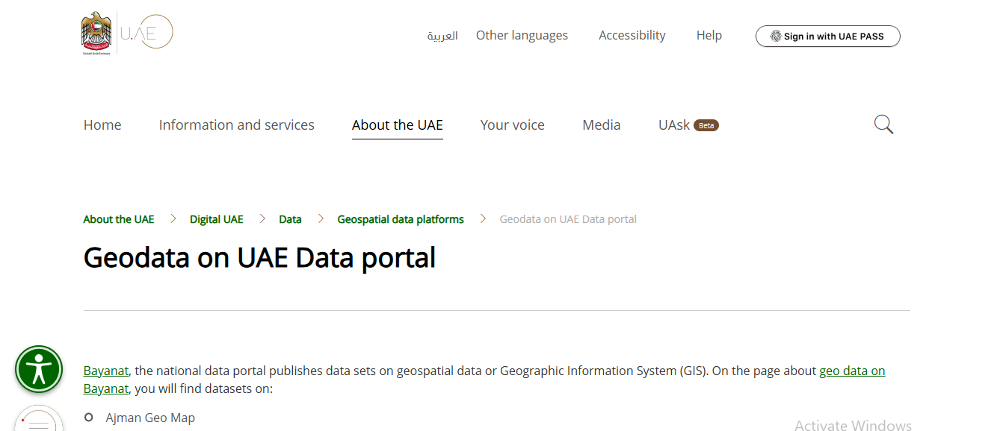 U.AE
United Arab Emirates
العربية
Other languages
Accessibility
Help
Sign in with UAE PASS
Home
Information and services
About the UAE
Your voice
Media
UAsk Beta
About the UAE
Digital UAE
Data
Geospatial data platforms
Geodata on UAE Data portal
Geodata on UAE Data portal
Bayanat, the national data portal publishes data sets on geospatial data or Geographic Information System (GIS). On the page about geo data on
Bayanat, you will find datasets on:
Ajman Geo Map
Activate Windows